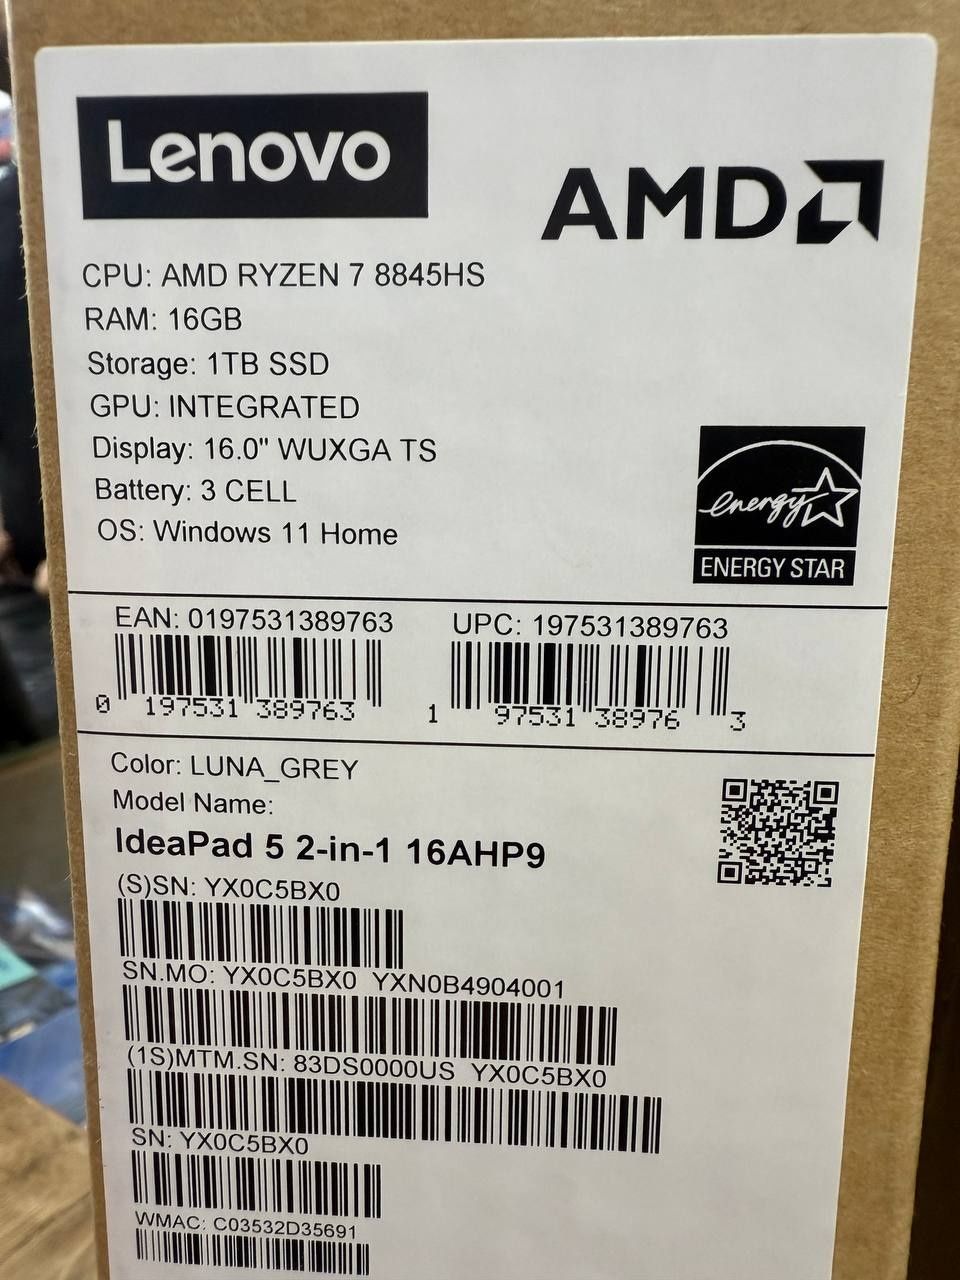 Lenovo
AMD
CPU: AMD RYZEN 7 8845HS
RAM: 16GB
Storage: 1TB SSD
GPU: INTEGRATED
Display: 16.0" WUXGA TS
Battery: 3 CELL
OS: Windows 11 Home
energy
ENERGY STAR
EAN: 0197531389763
0 197531 389763
UPC: 197531389763
1 97531 38976 3
Color: LUNA_GREY
Model Name:
IdeaPad 5 2-in-1 16AHP9
(S)SN: YX0C5BX0
SN.MO: YX0C5BX0 YXN0B4904001
(1S)MTM.SN: 83DS0000US YX0C5BX0
SN: YX0C5BX0
WMAC: C03532D35691